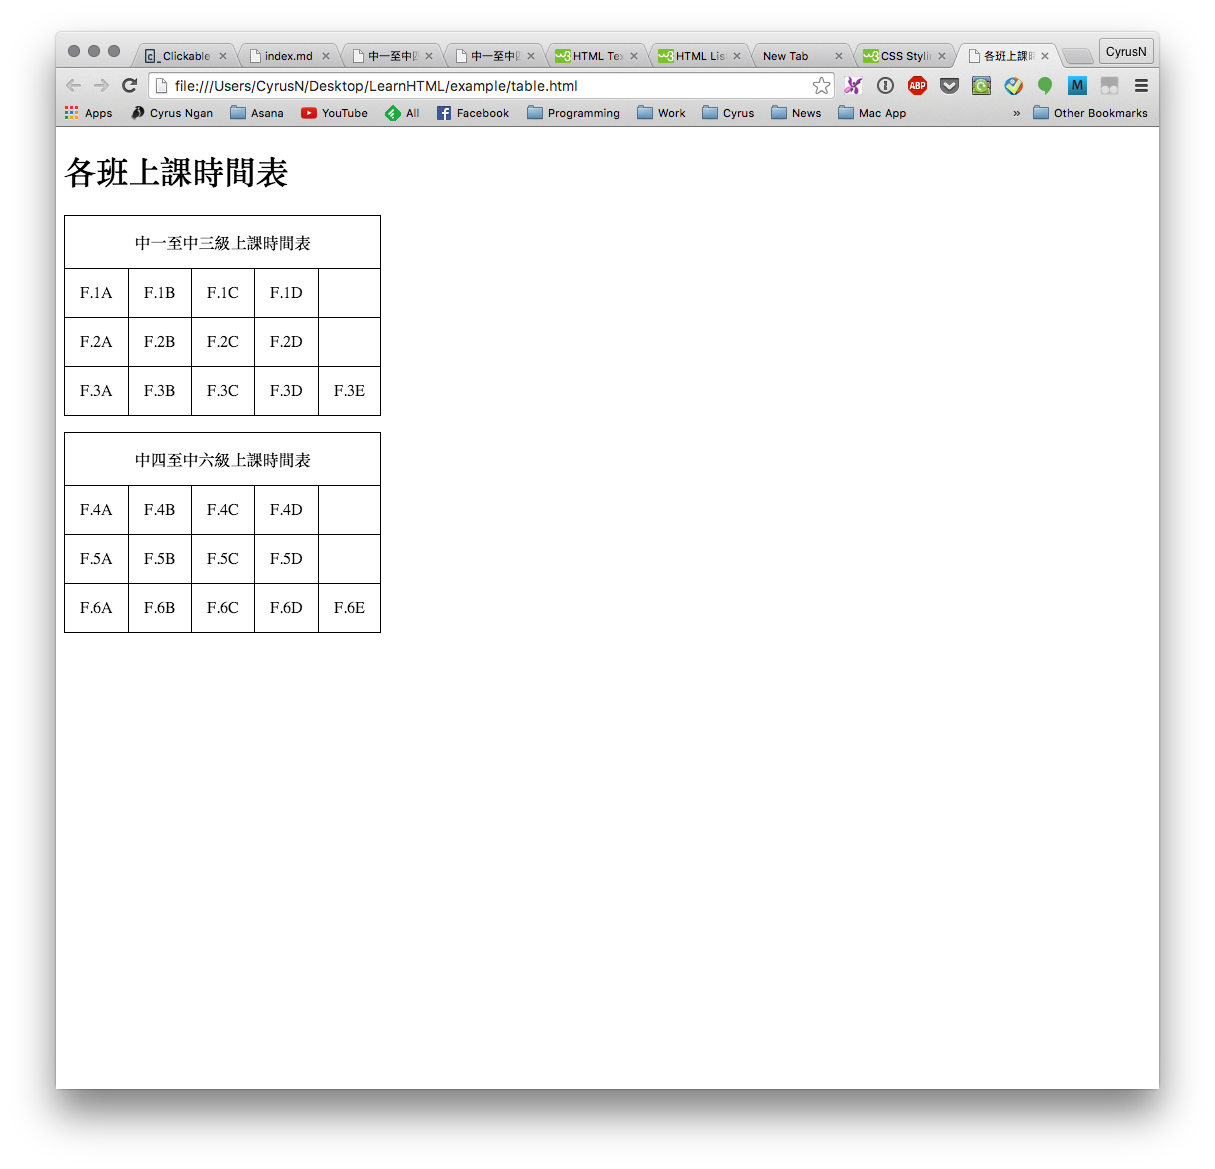 _Clickable
index.md
中一至中四
中一至中四
HTML Tex
HTML Lis
New Tab
CSS Stylin
各班上課時
CyrusN
file:///Users/CyrusN/Desktop/LearnHTML/example/table.html
ABP
M
Apps
Cyrus Ngan
Asana
YouTube
All
Facebook
Programming
Work
Cyrus
News
Mac App
»
Other Bookmarks
各班上課時間表
中一至中三級上課時間表
F.1A F.1B F.1C F.1D
F.2A F.2B F.2C F.2D
F.3A F.3B F.3C F.3D F.3E
中四至中六級上課時間表
F.4A F.4B F.4C F.4D
F.5A F.5B F.5C F.5D
F.6A F.6B F.6C F.6D F.6E